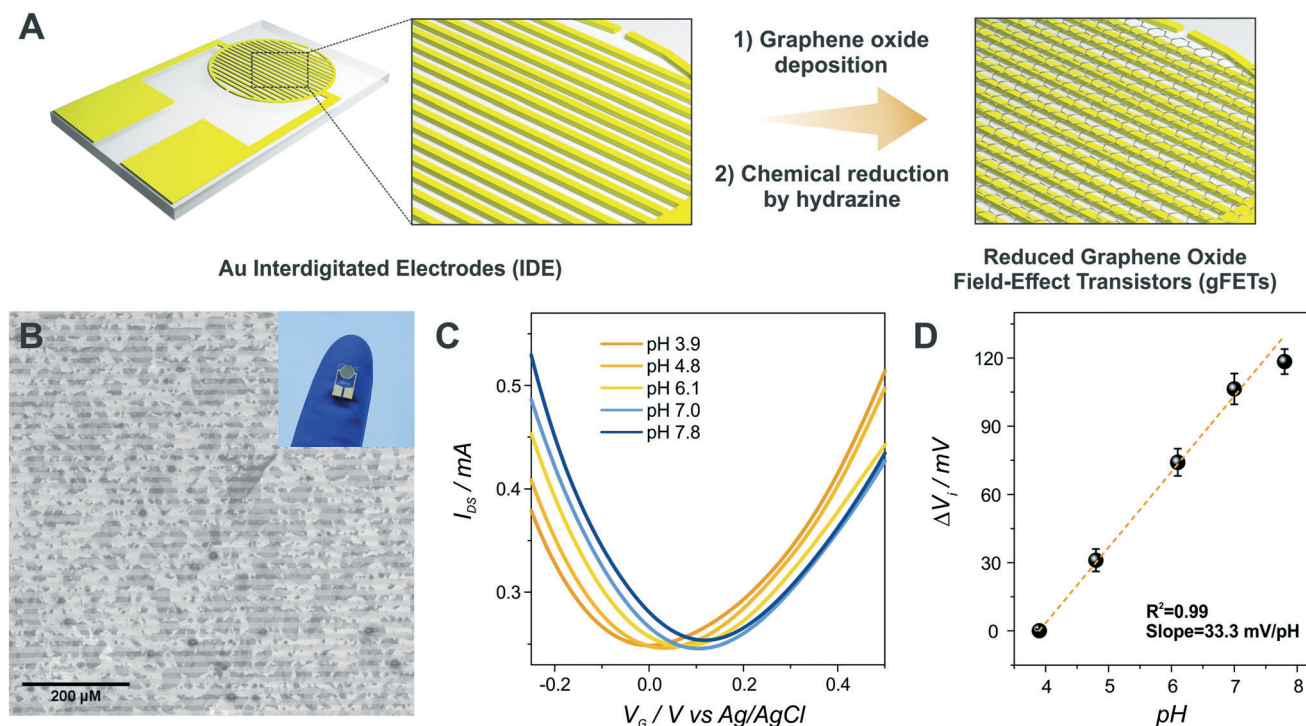 A
1) Graphene oxide
deposition
2) Chemical reduction
by hydrazine
Au Interdigitated Electrodes (IDE)
Reduced Graphene Oxide
Field-Effect Transistors (gFETs)
B
200 µM
C
pH 3.9
pH 4.8
pH 6.1
pH 7.0
pH 7.8
0.5
0.4
0.3
I_DS / mA
-0.2 0.0 0.2 0.4
V_G / V vs Ag/AgCl
D
120
90
60
30
0
ΔV_i / mV
R²=0.99
Slope=33.3 mV/pH
4 5 6 7 8
pH